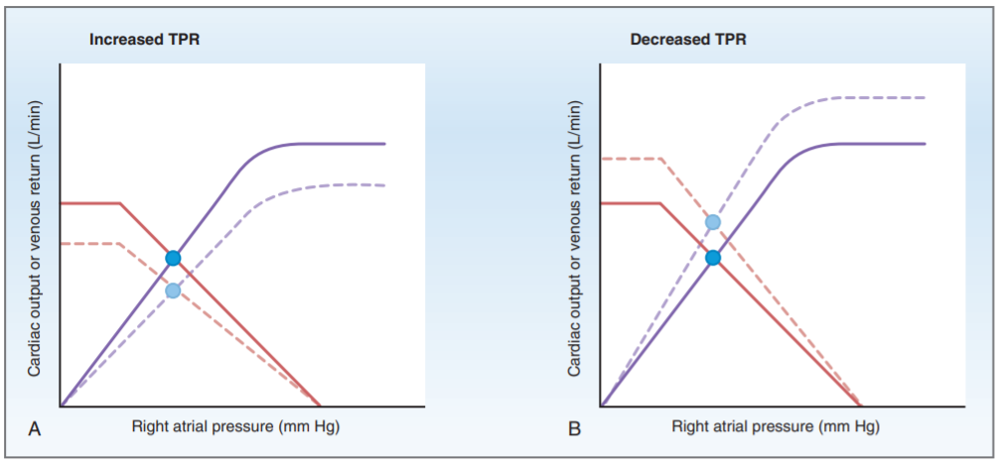 Increased TPR
Cardiac output or venous return (L/min)
Right atrial pressure (mm Hg)
A
Decreased TPR
Cardiac output or venous return (L/min)
Right atrial pressure (mm Hg)
B